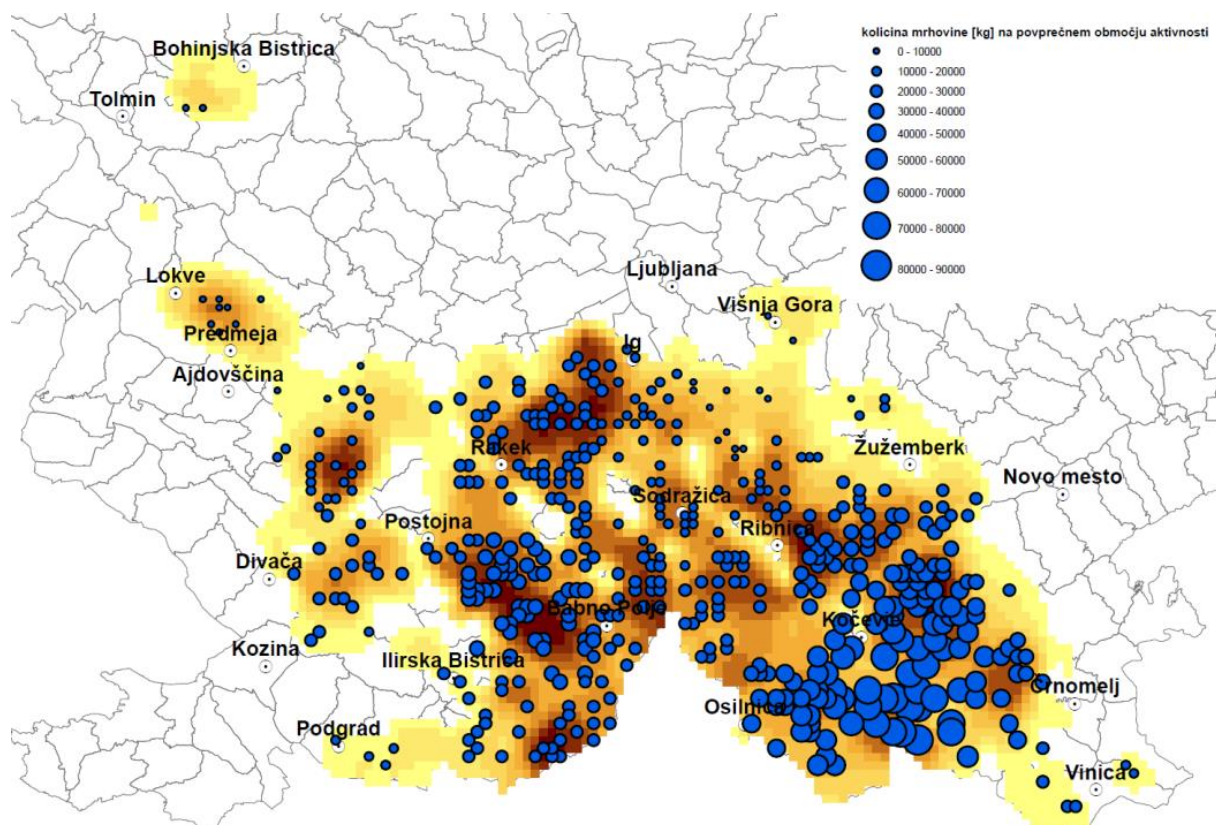 količina mrhovine [kg] na povprečnem območju aktivnosti
0 - 10000
10000 - 20000
20000 - 30000
30000 - 40000
40000 - 50000
50000 - 60000
60000 - 70000
70000 - 80000
80000 - 90000
Bohinjska Bistrica
Tolmin
Lokve
Ljubljana
Višnja Gora
Predmeja
Ig
Ajdovščina
Rakek
Žužemberk
Novo mesto
Sodražica
Postojna
Ribnica
Divača
Babno Polje
Kočevje
Kozina
Ilirska Bistrica
Črnomelj
Osilnica
Podgrad
Vinica